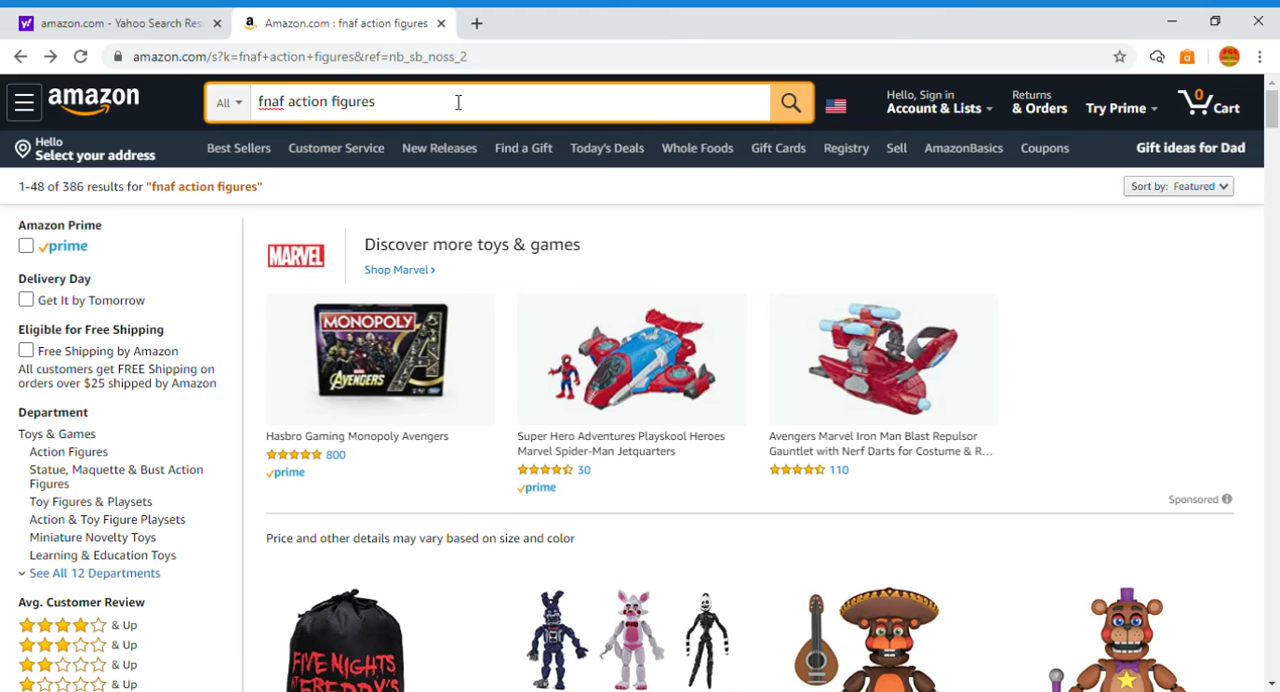 amazon.com - Yahoo Search Res
Amazon.com : fnaf action figures
amazon.com/s?k=fnaf+action+figures&ref=nb_sb_noss_2
amazon
All
fnaf action figures
Hello, Sign in
Account & Lists
Returns
& Orders
Try Prime
0
Cart
Hello
Select your address
Best Sellers
Customer Service
New Releases
Find a Gift
Today's Deals
Whole Foods
Gift Cards
Registry
Sell
AmazonBasics
Coupons
Gift ideas for Dad
1-48 of 386 results for "fnaf action figures"
Sort by: Featured
Amazon Prime
prime
Delivery Day
Get It by Tomorrow
Eligible for Free Shipping
Free Shipping by Amazon
All customers get FREE Shipping on
orders over $25 shipped by Amazon
Department
Toys & Games
Action Figures
Statue, Maquette & Bust Action
Figures
Toy Figures & Playsets
Action & Toy Figure Playsets
Miniature Novelty Toys
Learning & Education Toys
See All 12 Departments
Avg. Customer Review
& Up
& Up
& Up
& Up
MARVEL
Discover more toys & games
Shop Marvel ›
MONOPOLY
AVENGERS
Hasbro Gaming Monopoly Avengers
800
prime
Super Hero Adventures Playskool Heroes
Marvel Spider-Man Jetquarters
30
prime
Avengers Marvel Iron Man Blast Repulsor
Gauntlet with Nerf Darts for Costume & R...
110
Sponsored
Price and other details may vary based on size and color
FIVE NIGHTS
AT FREDDY'S